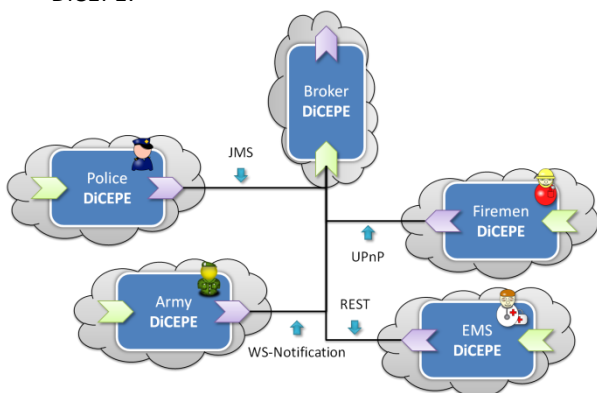 DiCEPE.
Broker
DiCEPE
Police
DiCEPE
JMS
Firemen
DiCEPE
UPnP
Army
DiCEPE
REST
WS-Notification
EMS
DiCEPE